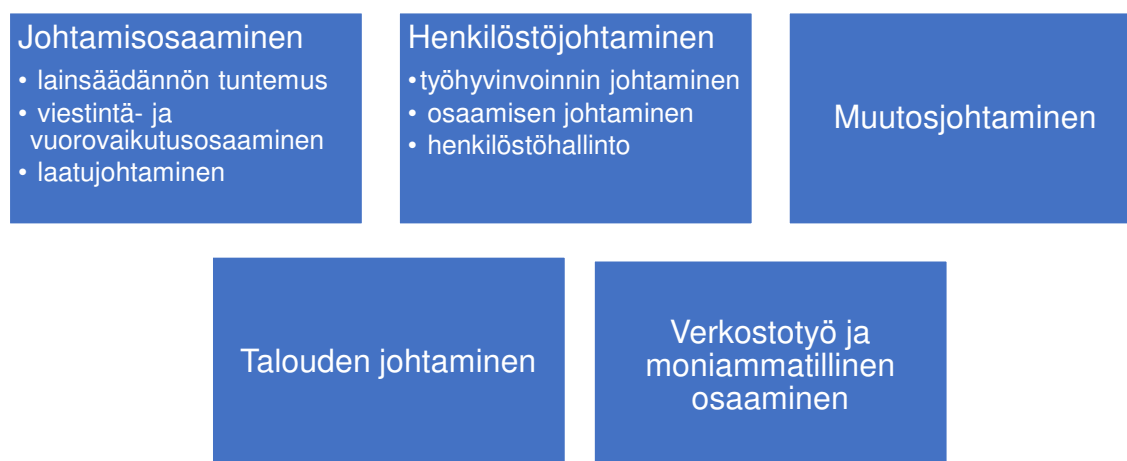 Johtamisosaaminen
• lainsäädännön tuntemus
• viestintä- ja
vuorovaikutusosaaminen
• laatujohtaminen
Henkilöstöjohtaminen
• työhyvinvoinnin johtaminen
• osaamisen johtaminen
• henkilöstöhallinto
Muutosjohtaminen
Talouden johtaminen
Verkostotyö ja
moniammatillinen
osaaminen